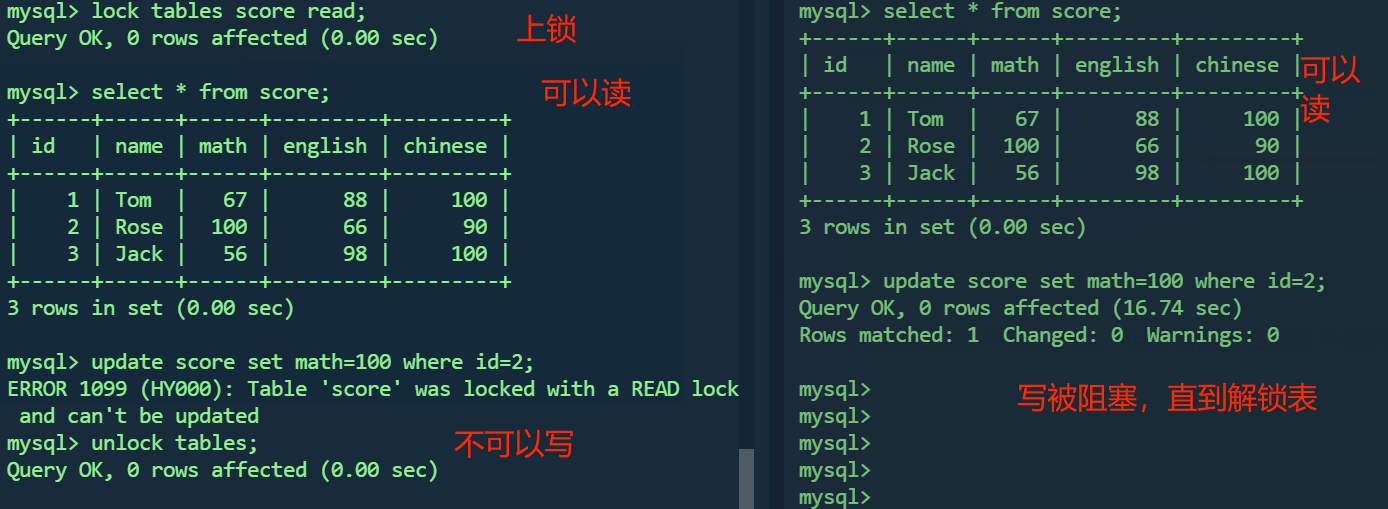 mysql> lock tables score read;
Query OK, 0 rows affected (0.00 sec)
上锁
mysql> select * from score;
可以读
+------+------+------+---------+---------+
| id   | name | math | english | chinese |
+------+------+------+---------+---------+
|    1 | Tom  |   67 |      88 |     100 |
|    2 | Rose |  100 |      66 |      90 |
|    3 | Jack |   56 |      98 |     100 |
+------+------+------+---------+---------+
3 rows in set (0.00 sec)
mysql> update score set math=100 where id=2;
ERROR 1099 (HY000): Table 'score' was locked with a READ lock
 and can't be updated
mysql> unlock tables;
不可以写
Query OK, 0 rows affected (0.00 sec)
mysql> select * from score;
+------+------+------+---------+---------+
| id   | name | math | english | chinese |
可以
读
+------+------+------+---------+---------+
|    1 | Tom  |   67 |      88 |     100 |
|    2 | Rose |  100 |      66 |      90 |
|    3 | Jack |   56 |      98 |     100 |
+------+------+------+---------+---------+
3 rows in set (0.00 sec)
mysql> update score set math=100 where id=2;
Query OK, 0 rows affected (16.74 sec)
Rows matched: 1  Changed: 0  Warnings: 0
mysql>
写被阻塞，直到解锁表
mysql>
mysql>
mysql>
mysql>